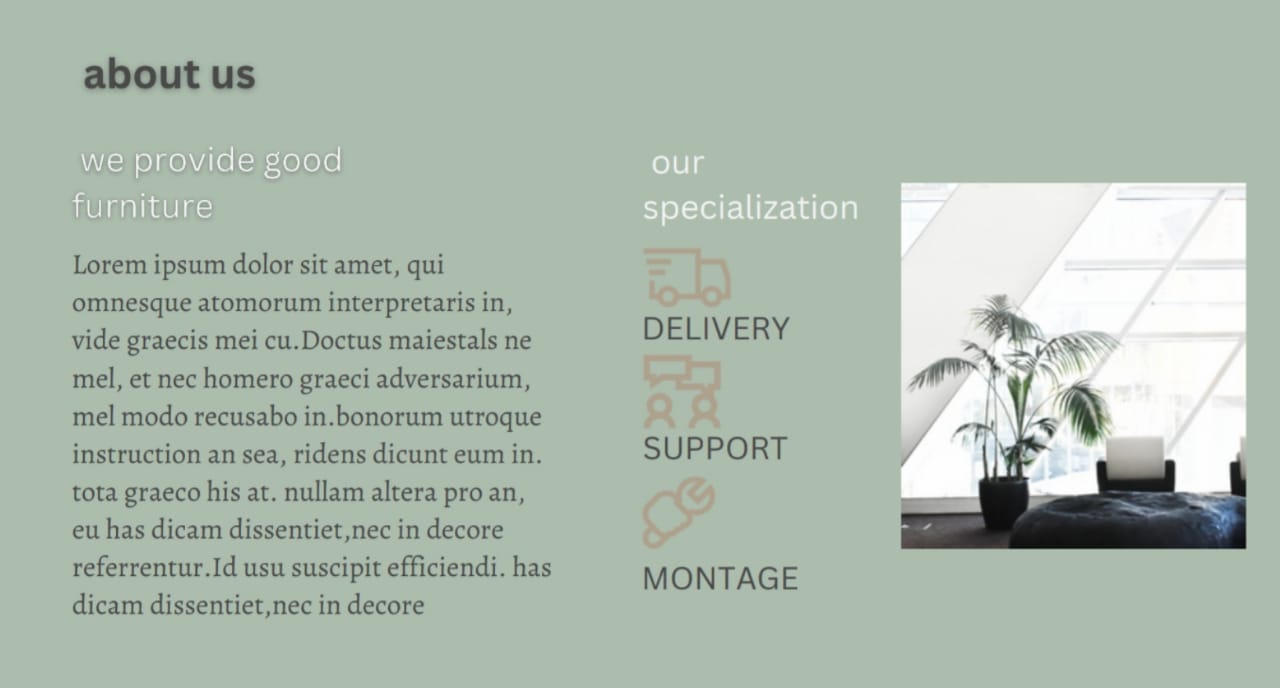 about us
we provide good
furniture
Lorem ipsum dolor sit amet, qui
omnesque atomorum interpretaris in,
vide graecis mei cu.Doctus maiestals ne
mel, et nec homero graeci adversarium,
mel modo recusabo in.bonorum utroque
instruction an sea, ridens dicunt eum in.
tota graeco his at. nullam altera pro an,
eu has dicam dissentiet,nec in decore
referrentur.Id usu suscipit efficiendi. has
dicam dissentiet,nec in decore
our
specialization
DELIVERY
SUPPORT
MONTAGE